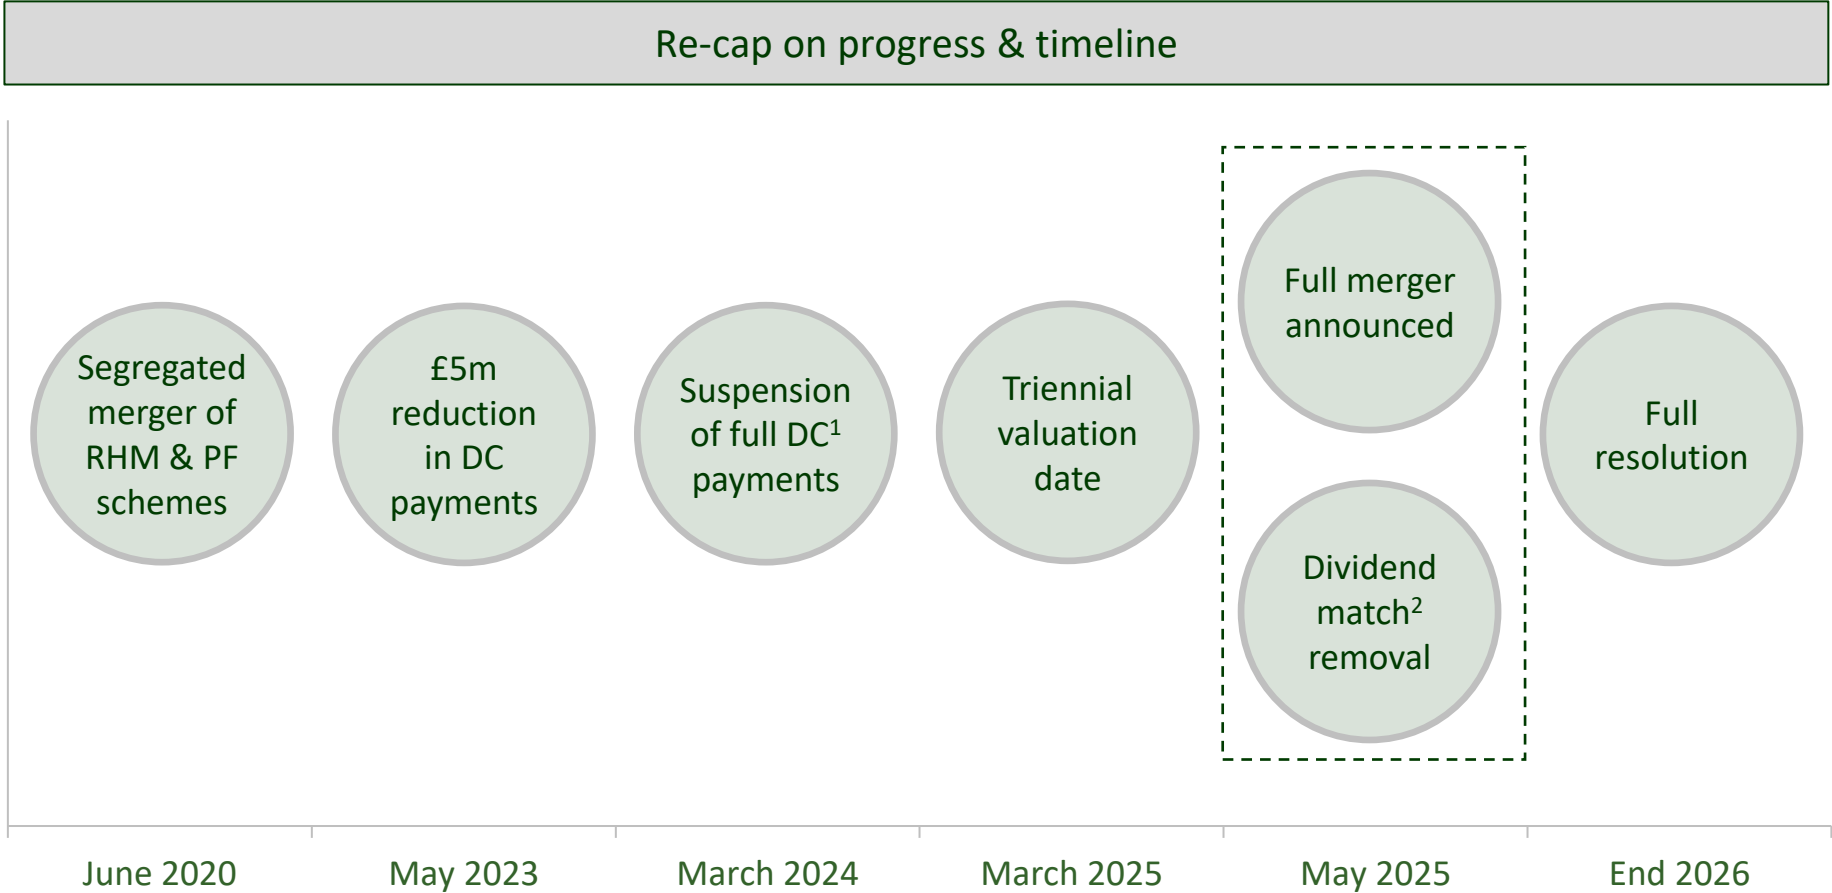 Re-cap on progress & timeline
Segregated
merger of
RHM & PF
schemes
£5m
reduction
in DC
payments
Suspension
of full DC¹
payments
Triennial
valuation
date
Full merger
announced
Dividend
match²
removal
Full
resolution
June 2020
May 2023
March 2024
March 2025
May 2025
End 2026